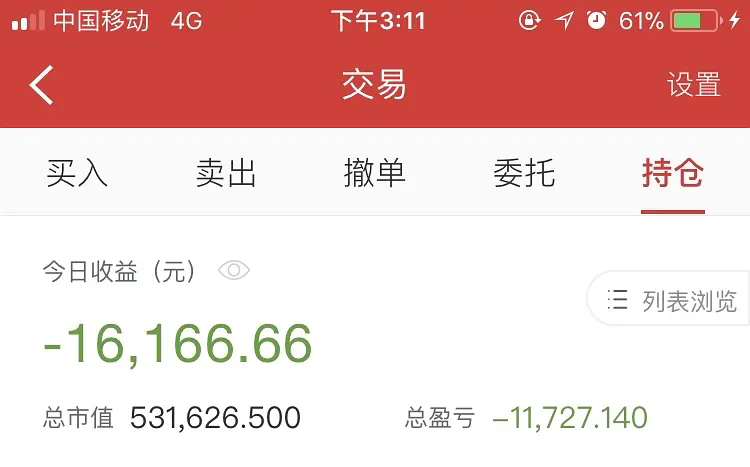 中国移动 4G 下午3:11 61%
交易 设置
买入 卖出 撤单 委托 持仓
今日收益（元）
列表浏览
-16,166.66
总市值 531,626.500 总盈亏 -11,727.140